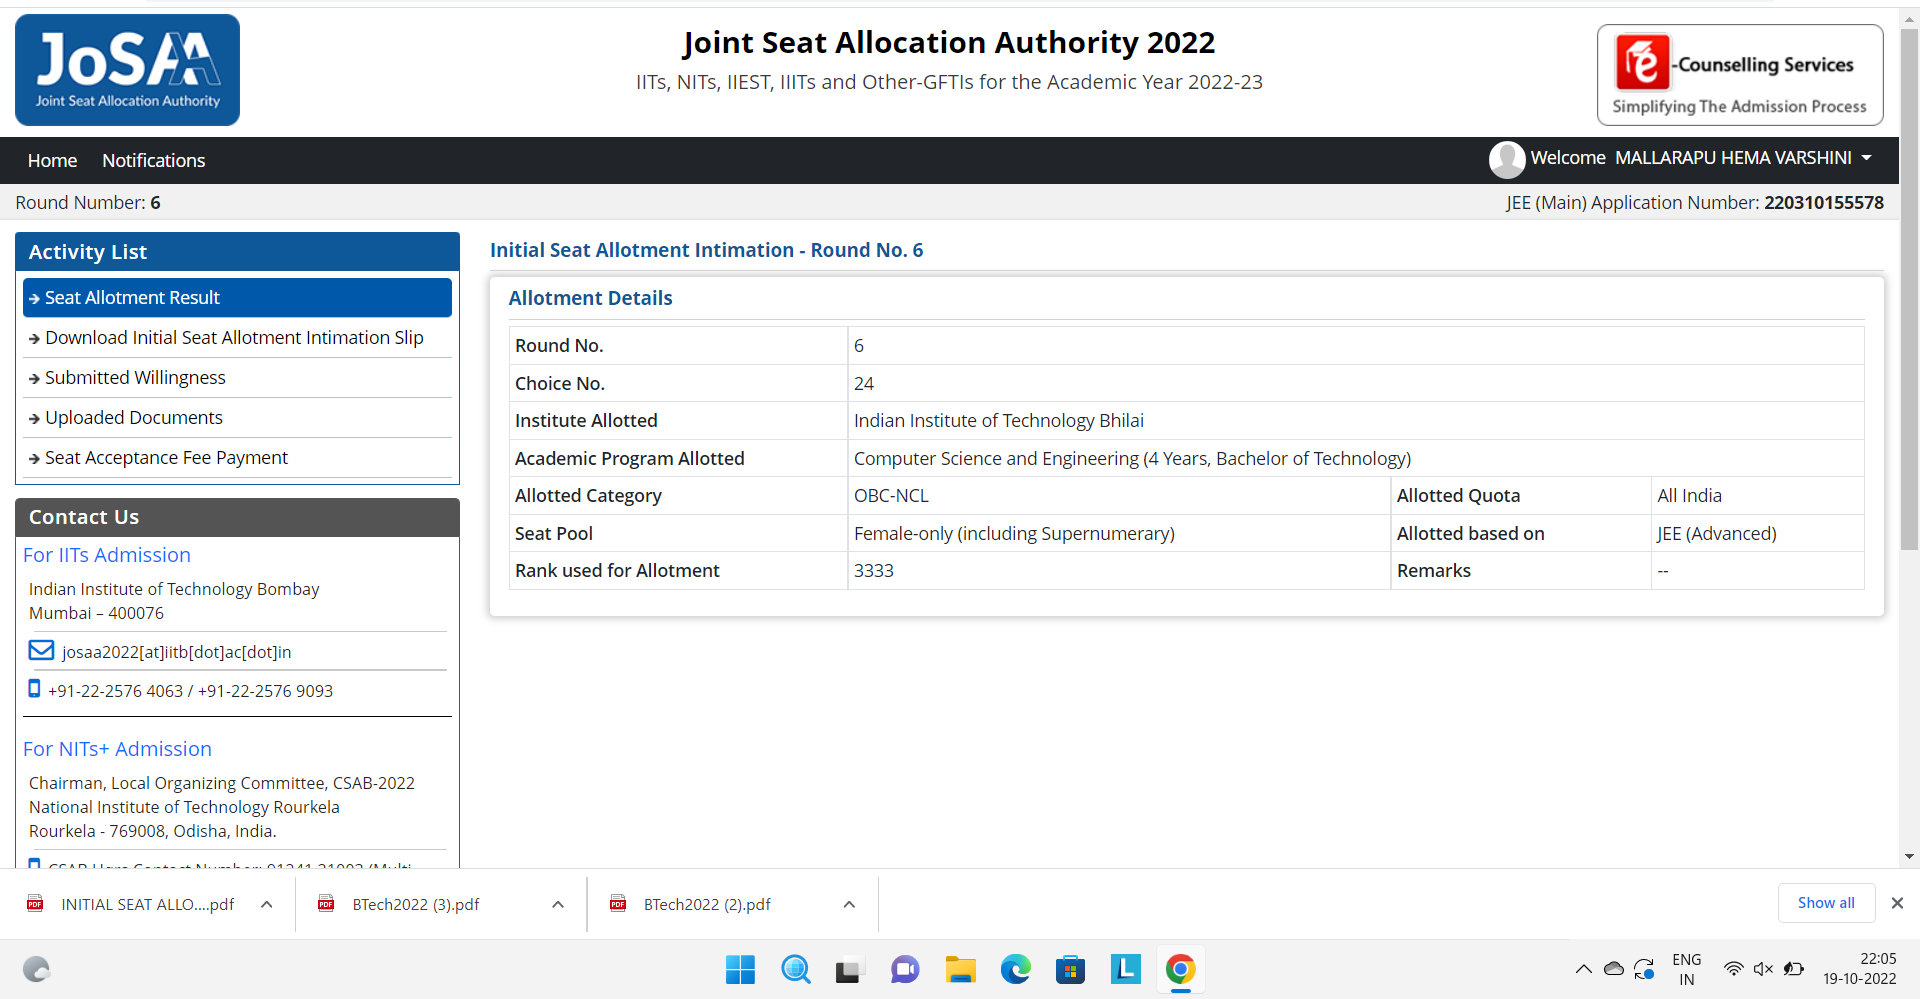 JoSAA
Joint Seat Allocation Authority
Joint Seat Allocation Authority 2022
IITs, NITs, IIEST, IIITs and Other-GFTIs for the Academic Year 2022-23
e-Counselling Services
Simplifying The Admission Process
Home Notifications
Welcome MALLARAPU HEMA VARSHINI
Round Number: 6
JEE (Main) Application Number: 220310155578
Activity List
Seat Allotment Result
Download Initial Seat Allotment Intimation Slip
Submitted Willingness
Uploaded Documents
Seat Acceptance Fee Payment
Contact Us
For IITs Admission
Indian Institute of Technology Bombay
Mumbai – 400076
josaa2022[at]iitb[dot]ac[dot]in
+91-22-2576 4063 / +91-22-2576 9093
For NITs+ Admission
Chairman, Local Organizing Committee, CSAB-2022
National Institute of Technology Rourkela
Rourkela - 769008, Odisha, India.
Initial Seat Allotment Intimation - Round No. 6
Allotment Details
Round No. 6
Choice No. 24
Institute Allotted Indian Institute of Technology Bhilai
Academic Program Allotted Computer Science and Engineering (4 Years, Bachelor of Technology)
Allotted Category OBC-NCL Allotted Quota All India
Seat Pool Female-only (including Supernumerary) Allotted based on JEE (Advanced)
Rank used for Allotment 3333 Remarks --
INITIAL SEAT ALLO....pdf
BTech2022 (3).pdf
BTech2022 (2).pdf
Show all
ENG
IN
22:05
19-10-2022